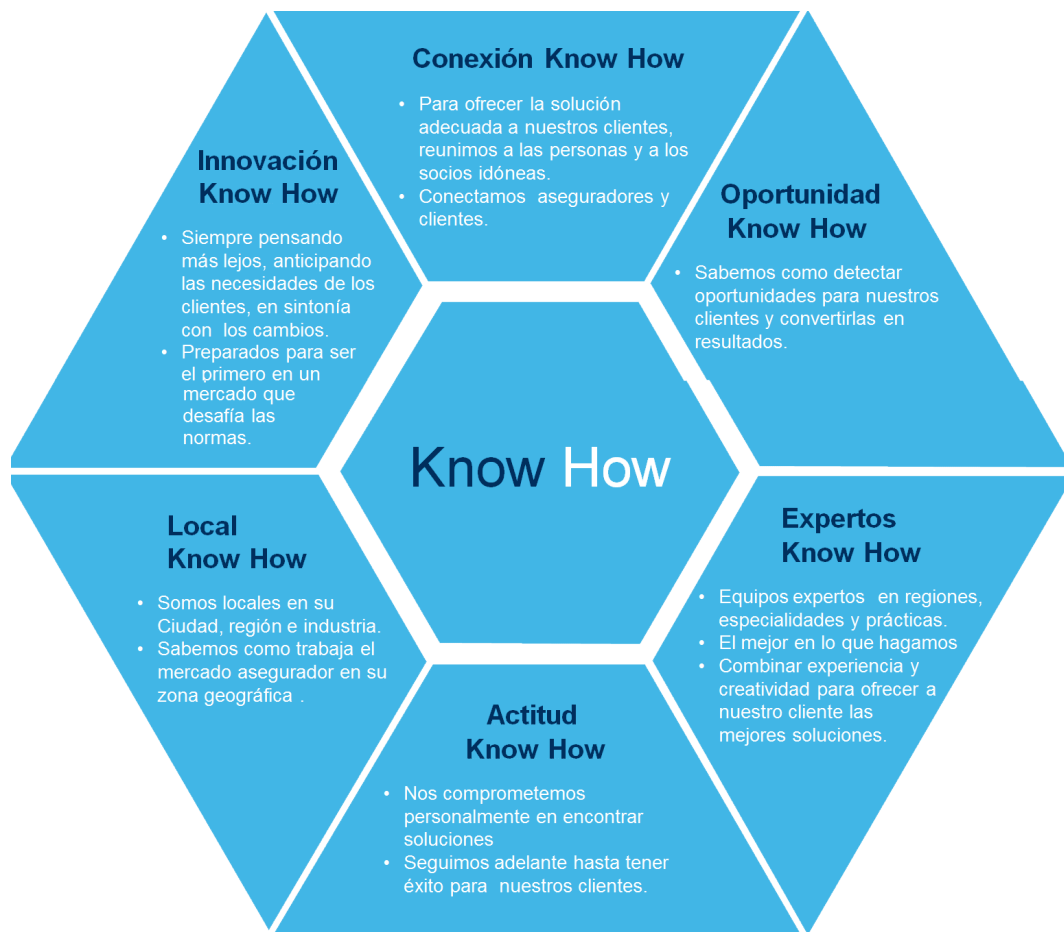 Conexión Know How
• Para ofrecer la solución
adecuada a nuestros clientes,
reunimos a las personas y a los
socios idóneas.
• Conectamos aseguradores y
clientes.
Oportunidad
Know How
• Sabemos como detectar
oportunidades para nuestros
clientes y convertirlas en
resultados.
Expertos
Know How
• Equipos expertos en regiones,
especialidades y prácticas.
• El mejor en lo que hagamos
• Combinar experiencia y
creatividad para ofrecer a
nuestro cliente las
mejores soluciones.
Actitud
Know How
• Nos comprometemos
personalmente en encontrar
soluciones
• Seguimos adelante hasta tener
éxito para nuestros clientes.
Local
Know How
• Somos locales en su
Ciudad, región e industria.
• Sabemos como trabaja el
mercado asegurador en su
zona geográfica .
Innovación
Know How
• Siempre pensando
más lejos, anticipando
las necesidades de los
clientes, en sintonía
con los cambios.
• Preparados para ser
el primero en un
mercado que
desafía las
normas.
Know How